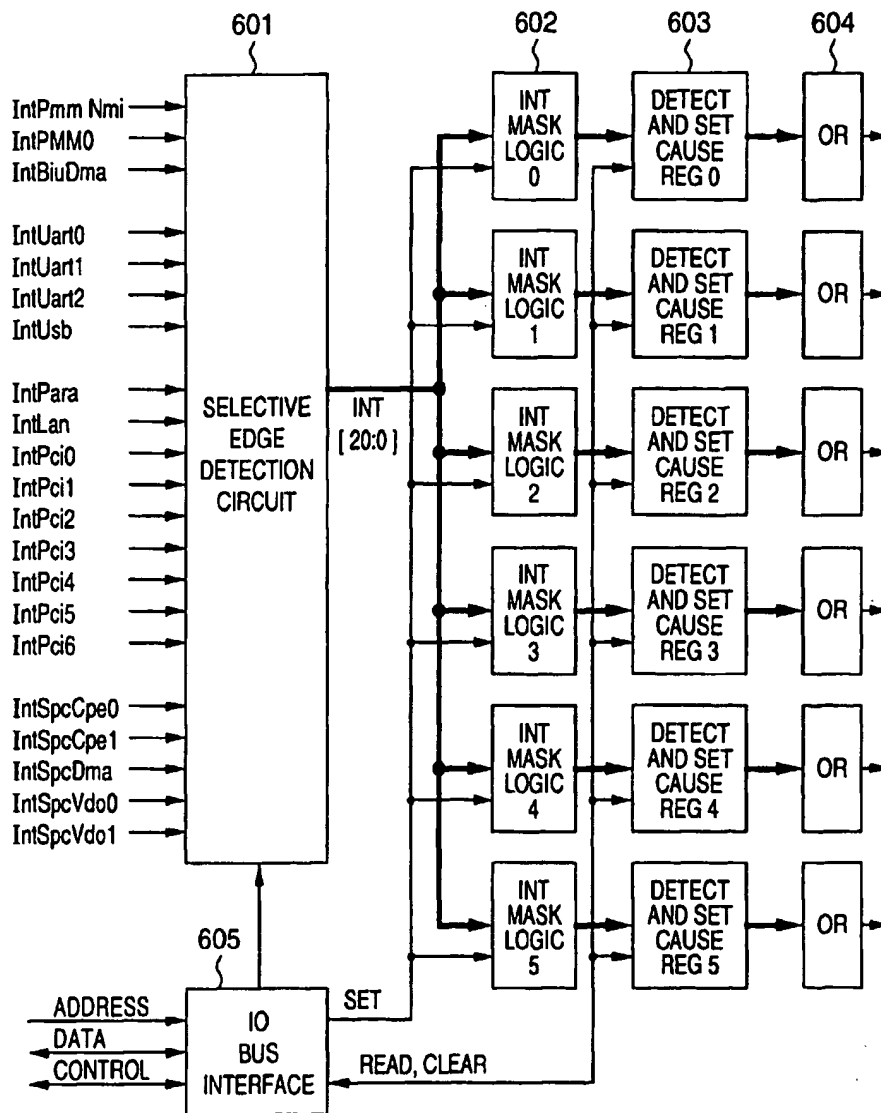 601
602
603
604
IntPmm Nmi
IntPMM0
IntBiuDma
IntUart0
IntUart1
IntUart2
IntUsb
IntPara
IntLan
IntPci0
IntPci1
IntPci2
IntPci3
IntPci4
IntPci5
IntPci6
IntSpcCpe0
IntSpcCpe1
IntSpcDma
IntSpcVdo0
IntSpcVdo1
SELECTIVE
EDGE
DETECTION
CIRCUIT
INT
[ 20:0 ]
INT
MASK
LOGIC
0
DETECT
AND SET
CAUSE
REG 0
OR
INT
MASK
LOGIC
1
DETECT
AND SET
CAUSE
REG 1
OR
INT
MASK
LOGIC
2
DETECT
AND SET
CAUSE
REG 2
OR
INT
MASK
LOGIC
3
DETECT
AND SET
CAUSE
REG 3
OR
INT
MASK
LOGIC
4
DETECT
AND SET
CAUSE
REG 4
OR
INT
MASK
LOGIC
5
DETECT
AND SET
CAUSE
REG 5
OR
605
ADDRESS
DATA
CONTROL
IO
BUS
INTERFACE
SET
READ, CLEAR